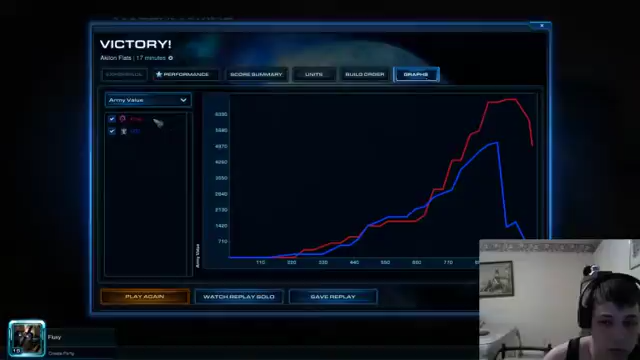 VICTORY!
Akilon Flats | 17 minutes
PERFORMANCE
SCORE SUMMARY
UNITS
BUILD ORDER
GRAPHS
Army Value
6390
5680
4970
4260
3550
2840
2130
1420
710
Army Value
110
220
330
440
550
660
770
PLAY AGAIN
WATCH REPLAY SOLO
SAVE REPLAY
Create Party